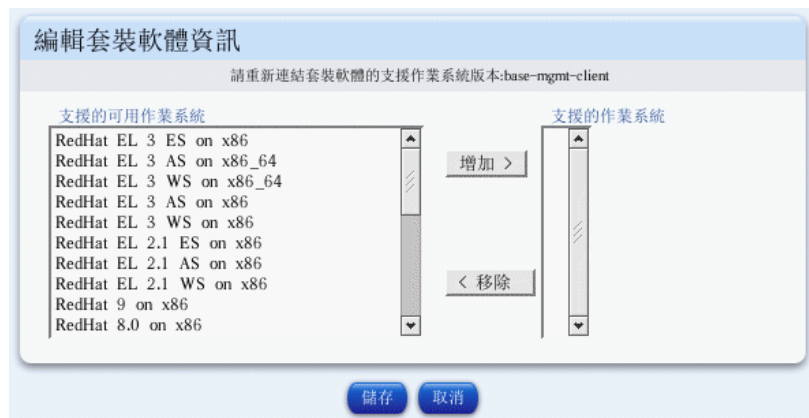 編輯套裝軟體資訊
請重新連結套裝軟體的支援作業系統版本:base-mgmt-client
支援的可用作業系統
支援的作業系統
RedHat EL 3 ES on x86
RedHat EL 3 AS on x86_64
RedHat EL 3 WS on x86_64
RedHat EL 3 AS on x86
RedHat EL 3 WS on x86
RedHat EL 2.1 ES on x86
RedHat EL 2.1 AS on x86
RedHat EL 2.1 WS on x86
RedHat 9 on x86
RedHat 8.0 on x86
增加 >
< 移除
儲存
取消